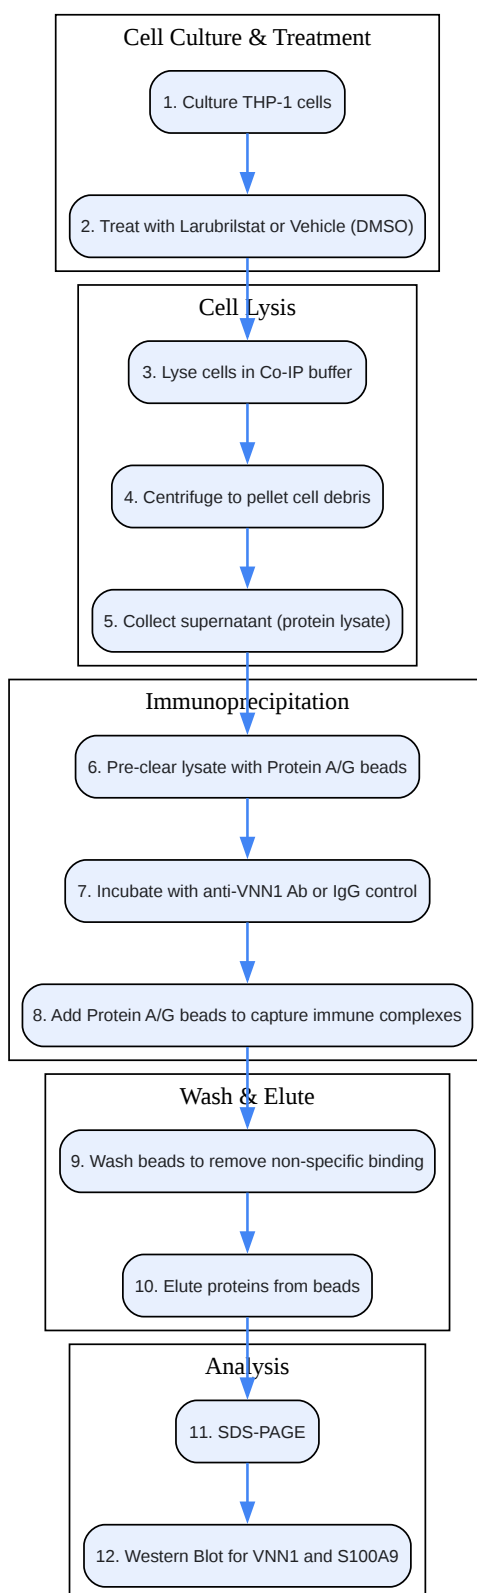 Cell Culture & Treatment
1. Culture THP-1 cells
2. Treat with Larubrilstat or Vehicle (DMSO)
Cell Lysis
3. Lyse cells in Co-IP buffer
4. Centrifuge to pellet cell debris
5. Collect supernatant (protein lysate)
Immunoprecipitation
6. Pre-clear lysate with Protein A/G beads
7. Incubate with anti-VNN1 Ab or IgG control
8. Add Protein A/G beads to capture immune complexes
Wash & Elute
9. Wash beads to remove non-specific binding
10. Elute proteins from beads
Analysis
11. SDS-PAGE
12. Western Blot for VNN1 and S100A9